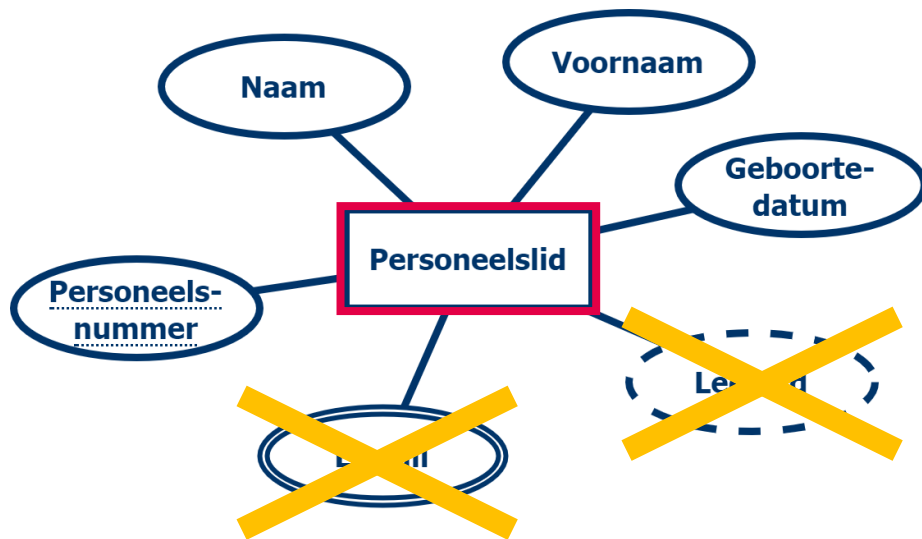 Naam
Voornaam
Geboorte-
datum
Personeelslid
Personeels-
nummer